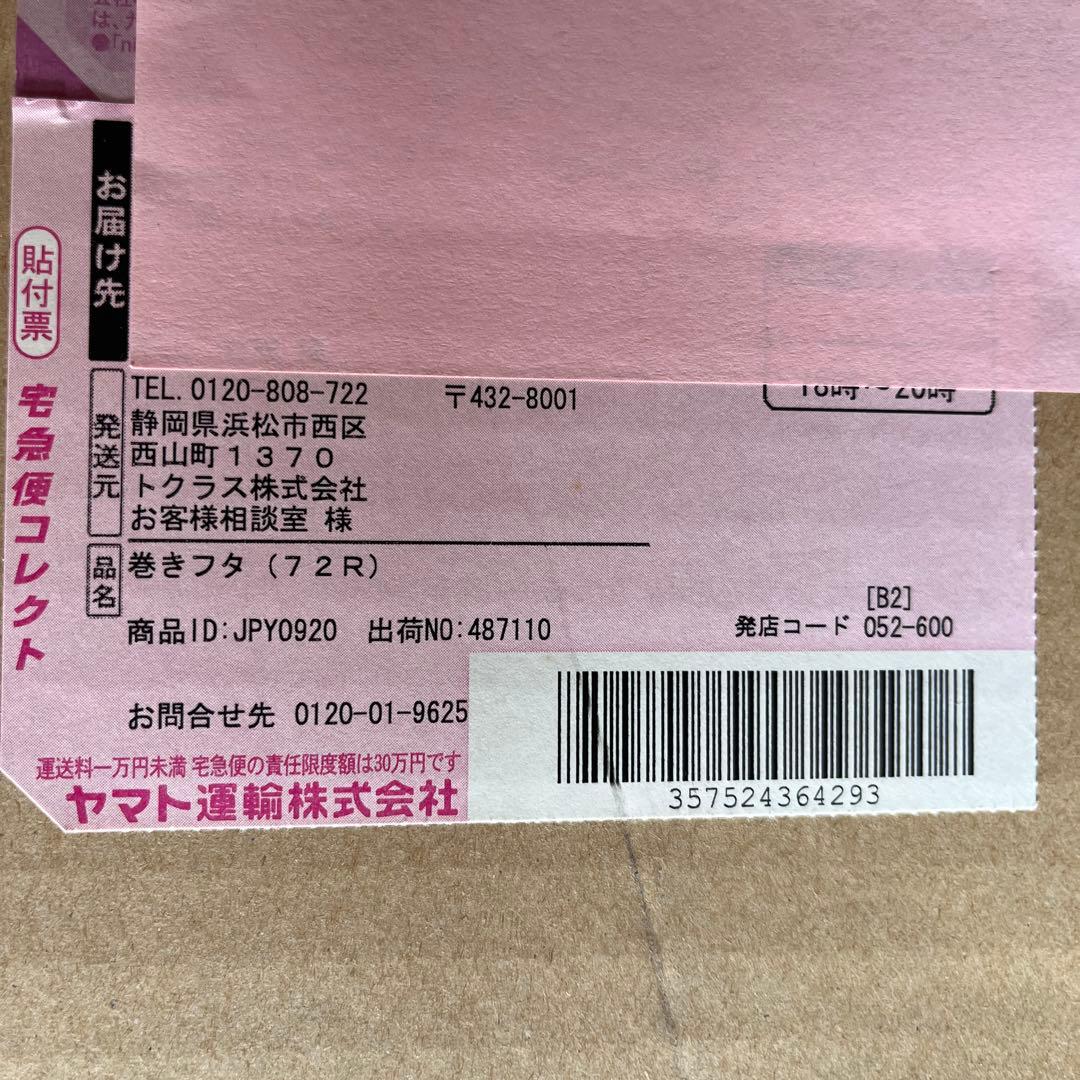 お届け先
貼付票
宅急便コレクト
発送元
TEL. 0120-808-722 〒432-8001
静岡県浜松市西区
西山町1370
トクラス株式会社
お客様相談室 様
品名
巻きフタ（72R）
[B2]
商品ID:JPY0920 出荷NO:487110 発店コード 052-600
お問合せ先 0120-01-9625
運送料一万円未満 宅急便の責任限度額は30万円です
ヤマト運輸株式会社
357524364293